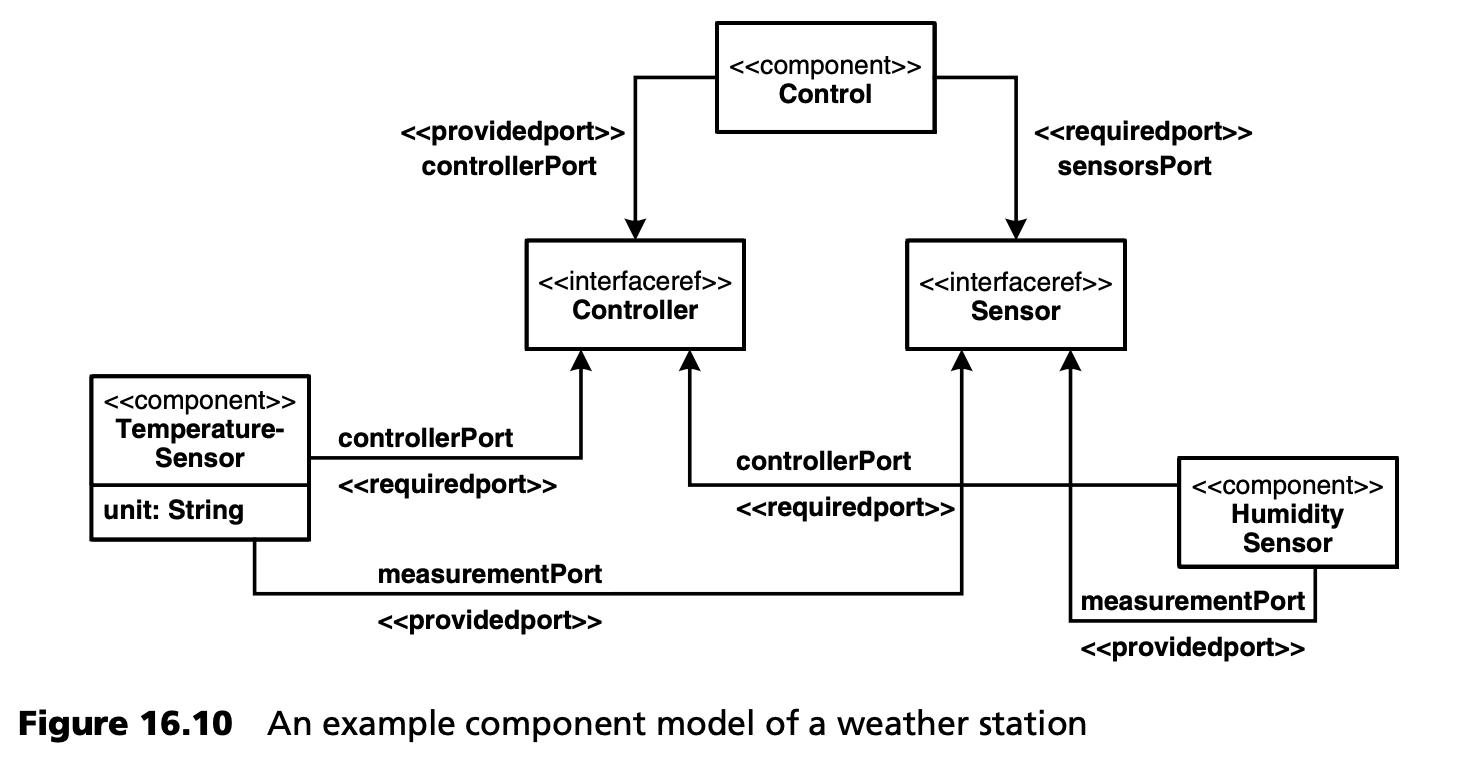 <<component>>
Control
<<providedport>>
controllerPort
<<requiredport>>
sensorsPort
<<interfaceref>>
Controller
<<interfaceref>>
Sensor
<<component>>
Temperature-
Sensor
unit: String
controllerPort
<<requiredport>>
controllerPort
<<requiredport>>
<<component>>
Humidity
Sensor
measurementPort
<<providedport>>
measurementPort
<<providedport>>
Figure 16.10 An example component model of a weather station